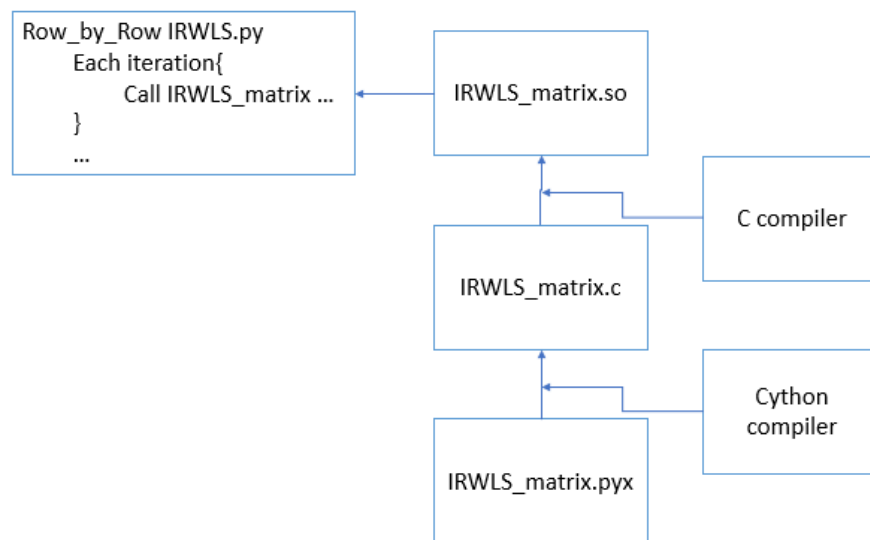 Row_by_Row IRWLS.py
Each iteration{
Call IRWLS_matrix ...
}
...
IRWLS_matrix.so
C compiler
IRWLS_matrix.c
Cython
compiler
IRWLS_matrix.pyx